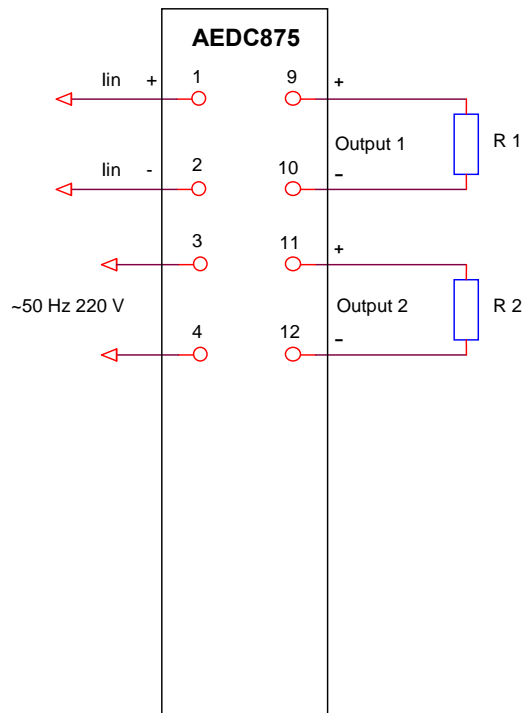 AEDC875
Iin + 1 9 +
Output 1 R 1
Iin - 2 10 -
3 11 +
~50 Hz 220 V Output 2 R 2
4 12 -